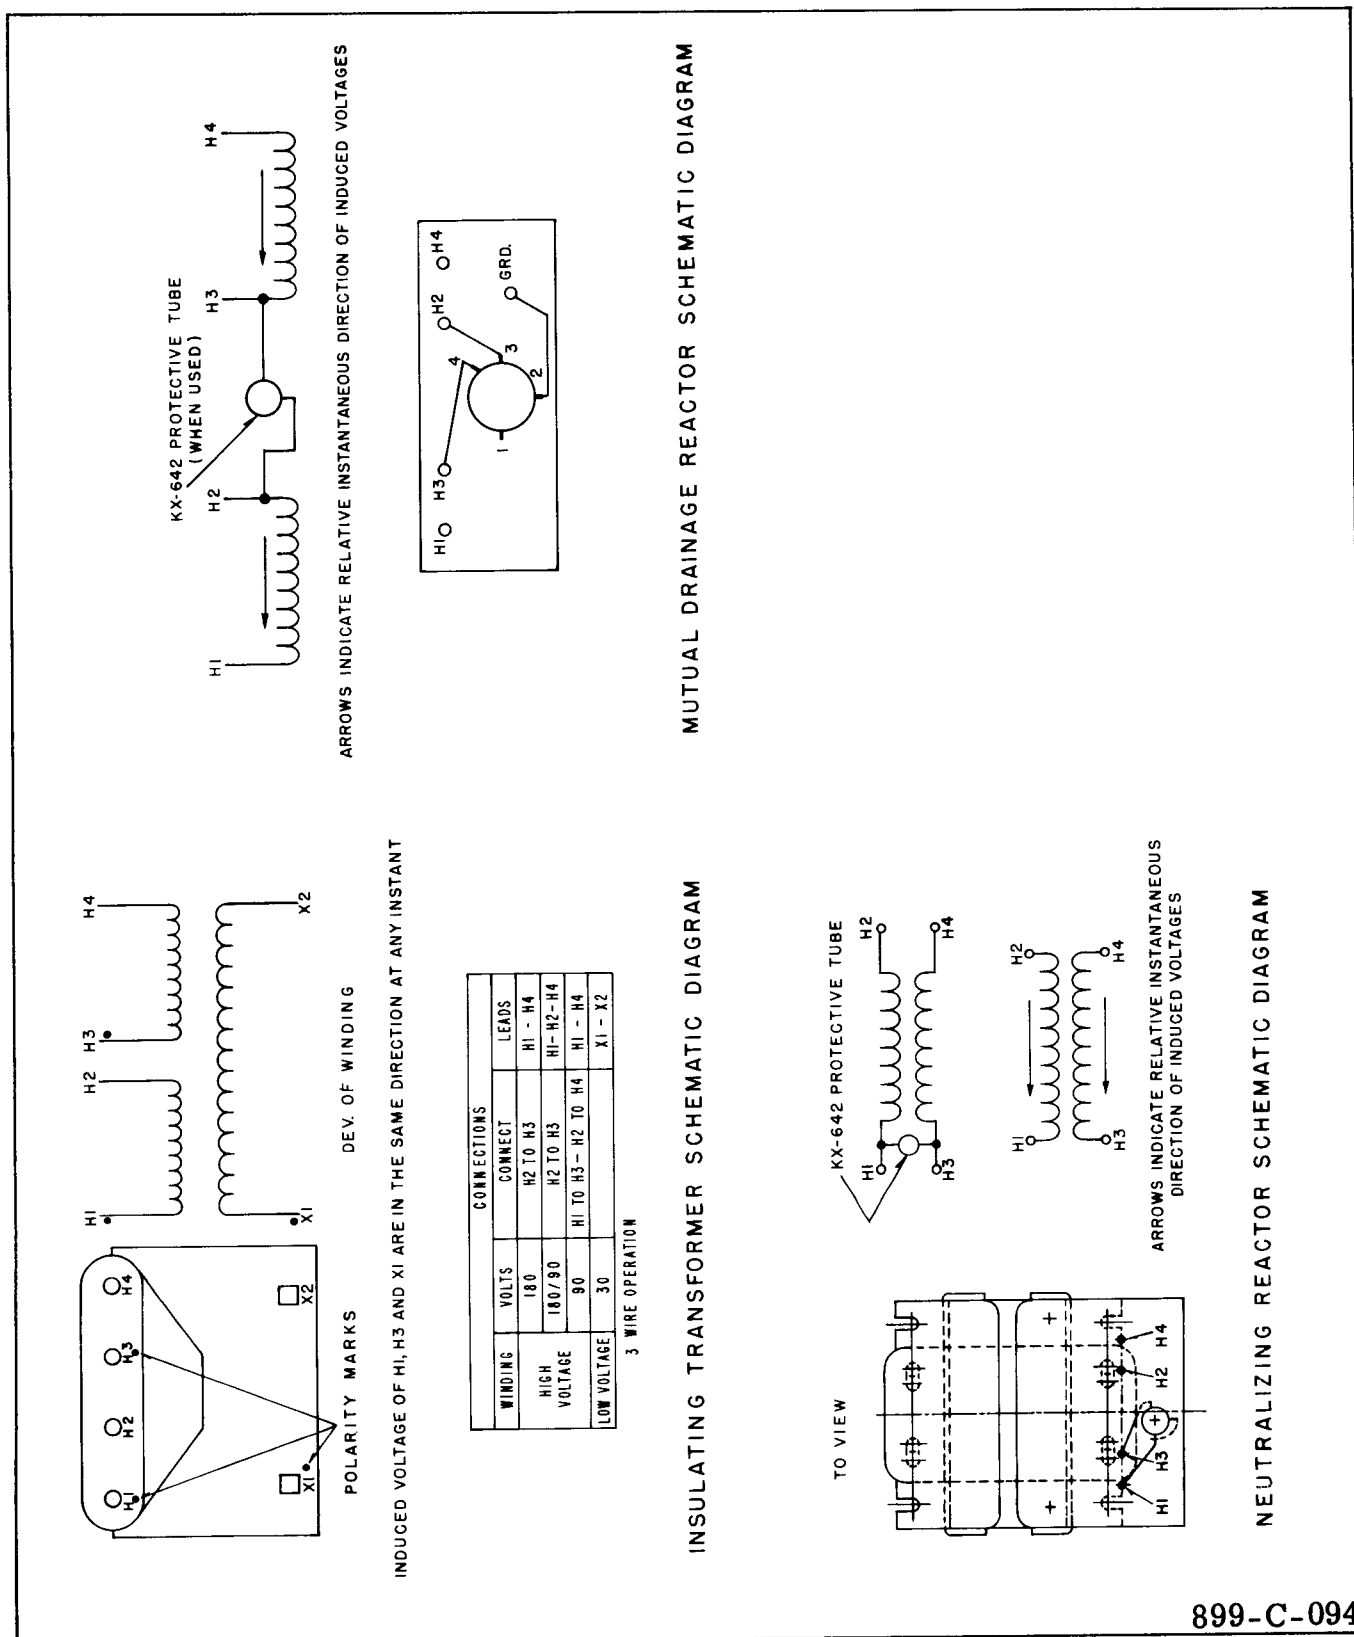 H1
H2
H3
H4
X1
X2
POLARITY MARKS
H1
H2
H3
H4
X1
X2
DEV. OF WINDING
INDUCED VOLTAGE OF H1, H3 AND X1 ARE IN THE SAME DIRECTION AT ANY INSTANT
CONNECTIONS
WINDING VOLTS CONNECT LEADS
HIGH VOLTAGE 180 H2 TO H3 H1 - H4
180/90 H2 TO H3 H1-H2-H4
90 H1 TO H3 - H2 TO H4 H1 - H4
LOW VOLTAGE 30 X1 - X2
3 WIRE OPERATION
INSULATING TRANSFORMER SCHEMATIC DIAGRAM
KX-642 PROTECTIVE TUBE
(WHEN USED)
H1
H2
H3
H4
ARROWS INDICATE RELATIVE INSTANTANEOUS DIRECTION OF INDUCED VOLTAGES
H1
H3
H2
H4
4
3
1
2
GRD.
MUTUAL DRAINAGE REACTOR SCHEMATIC DIAGRAM
TOP VIEW
H1
H3
H2
H4
KX-642 PROTECTIVE TUBE
H1
H2
H3
H4
H1
H2
H3
H4
ARROWS INDICATE RELATIVE INSTANTANEOUS
DIRECTION OF INDUCED VOLTAGES
NEUTRALIZING REACTOR SCHEMATIC DIAGRAM
899-C-094